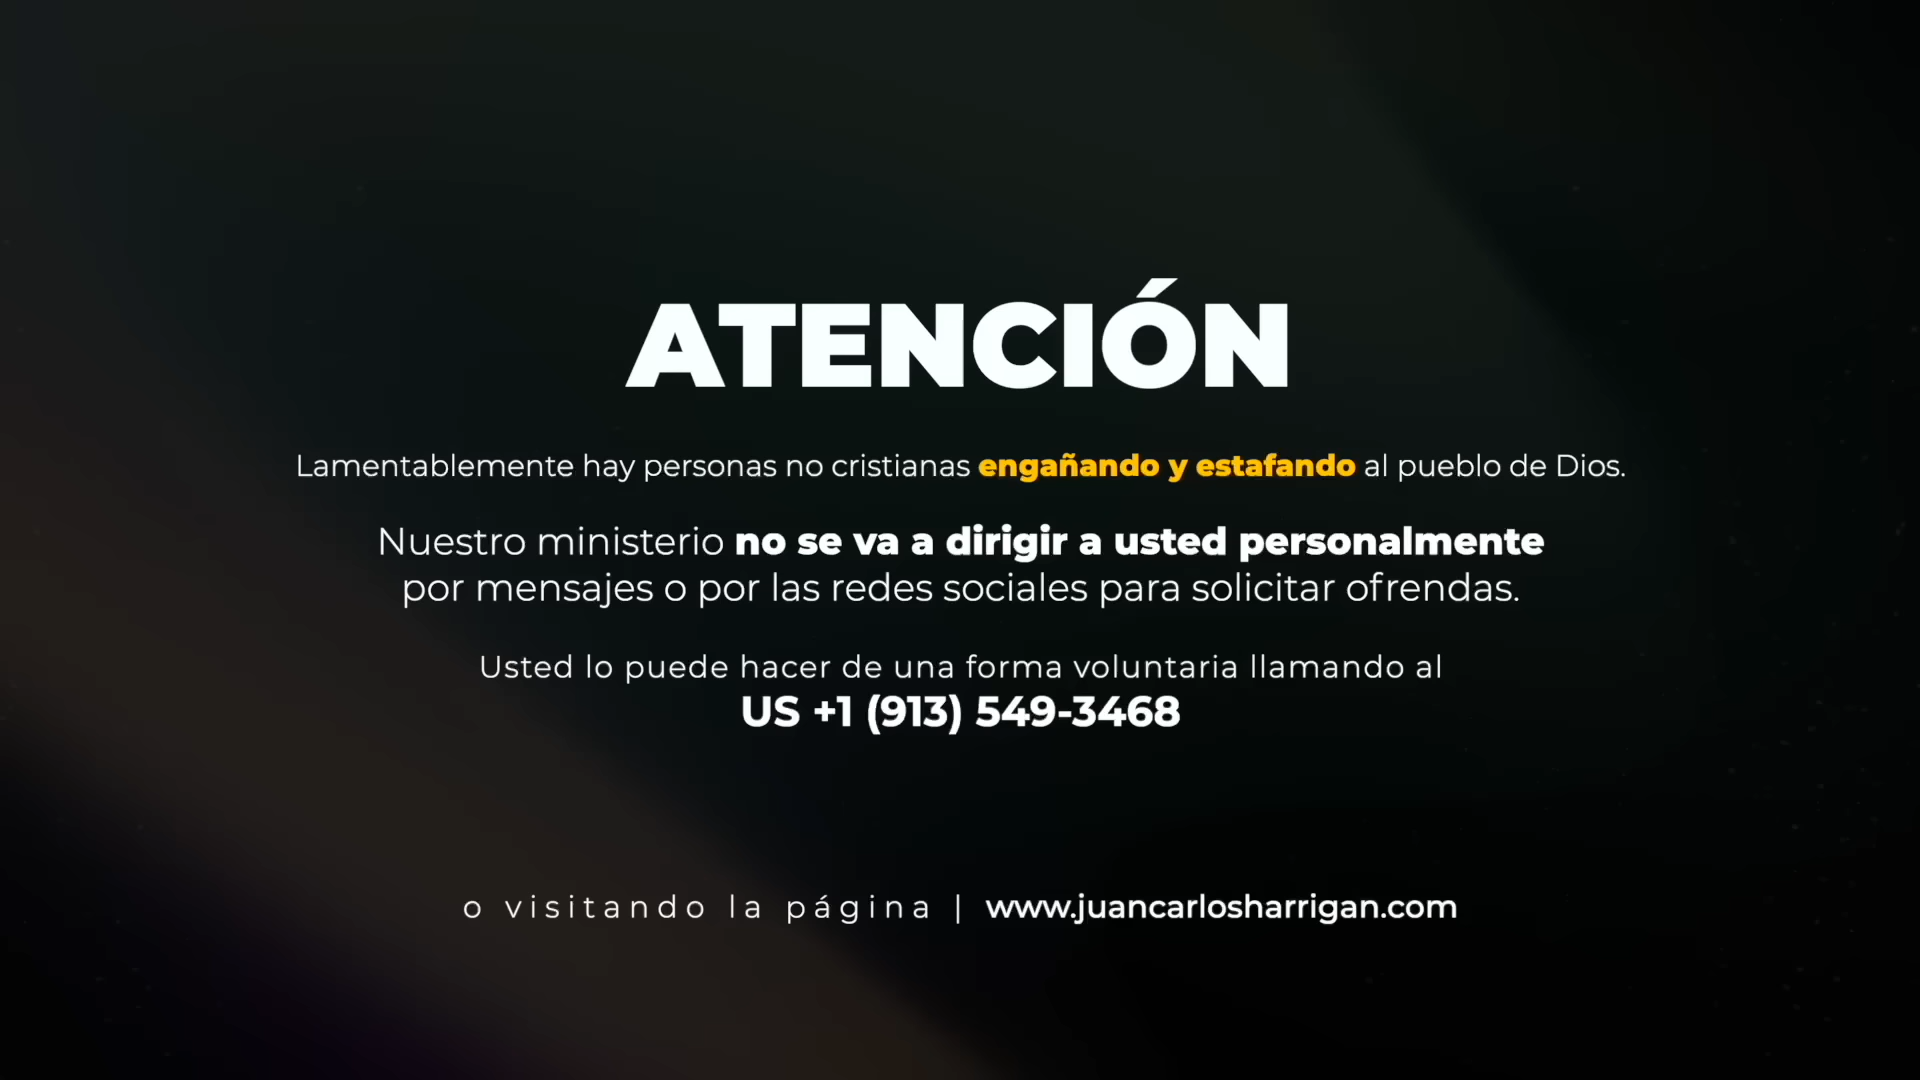 ATENCIÓN
Lamentablemente hay personas no cristianas engañando y estafando al pueblo de Dios.
Nuestro ministerio no se va a dirigir a usted personalmente
por mensajes o por las redes sociales para solicitar ofrendas.
Usted lo puede hacer de una forma voluntaria llamando al
US +1 (913) 549-3468
o visitando la página | www.juancarlosharrigan.com